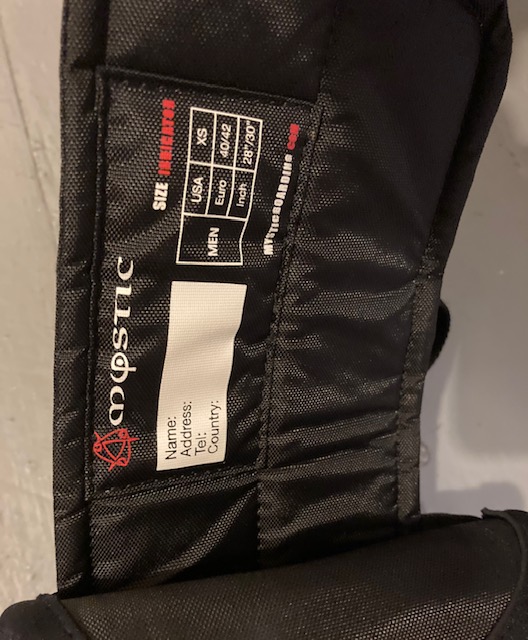 mystic
SIZE
MEN
USA XS
Euro 40/42
Inch 28"/30"
Name:
Address:
Tel:
Country: